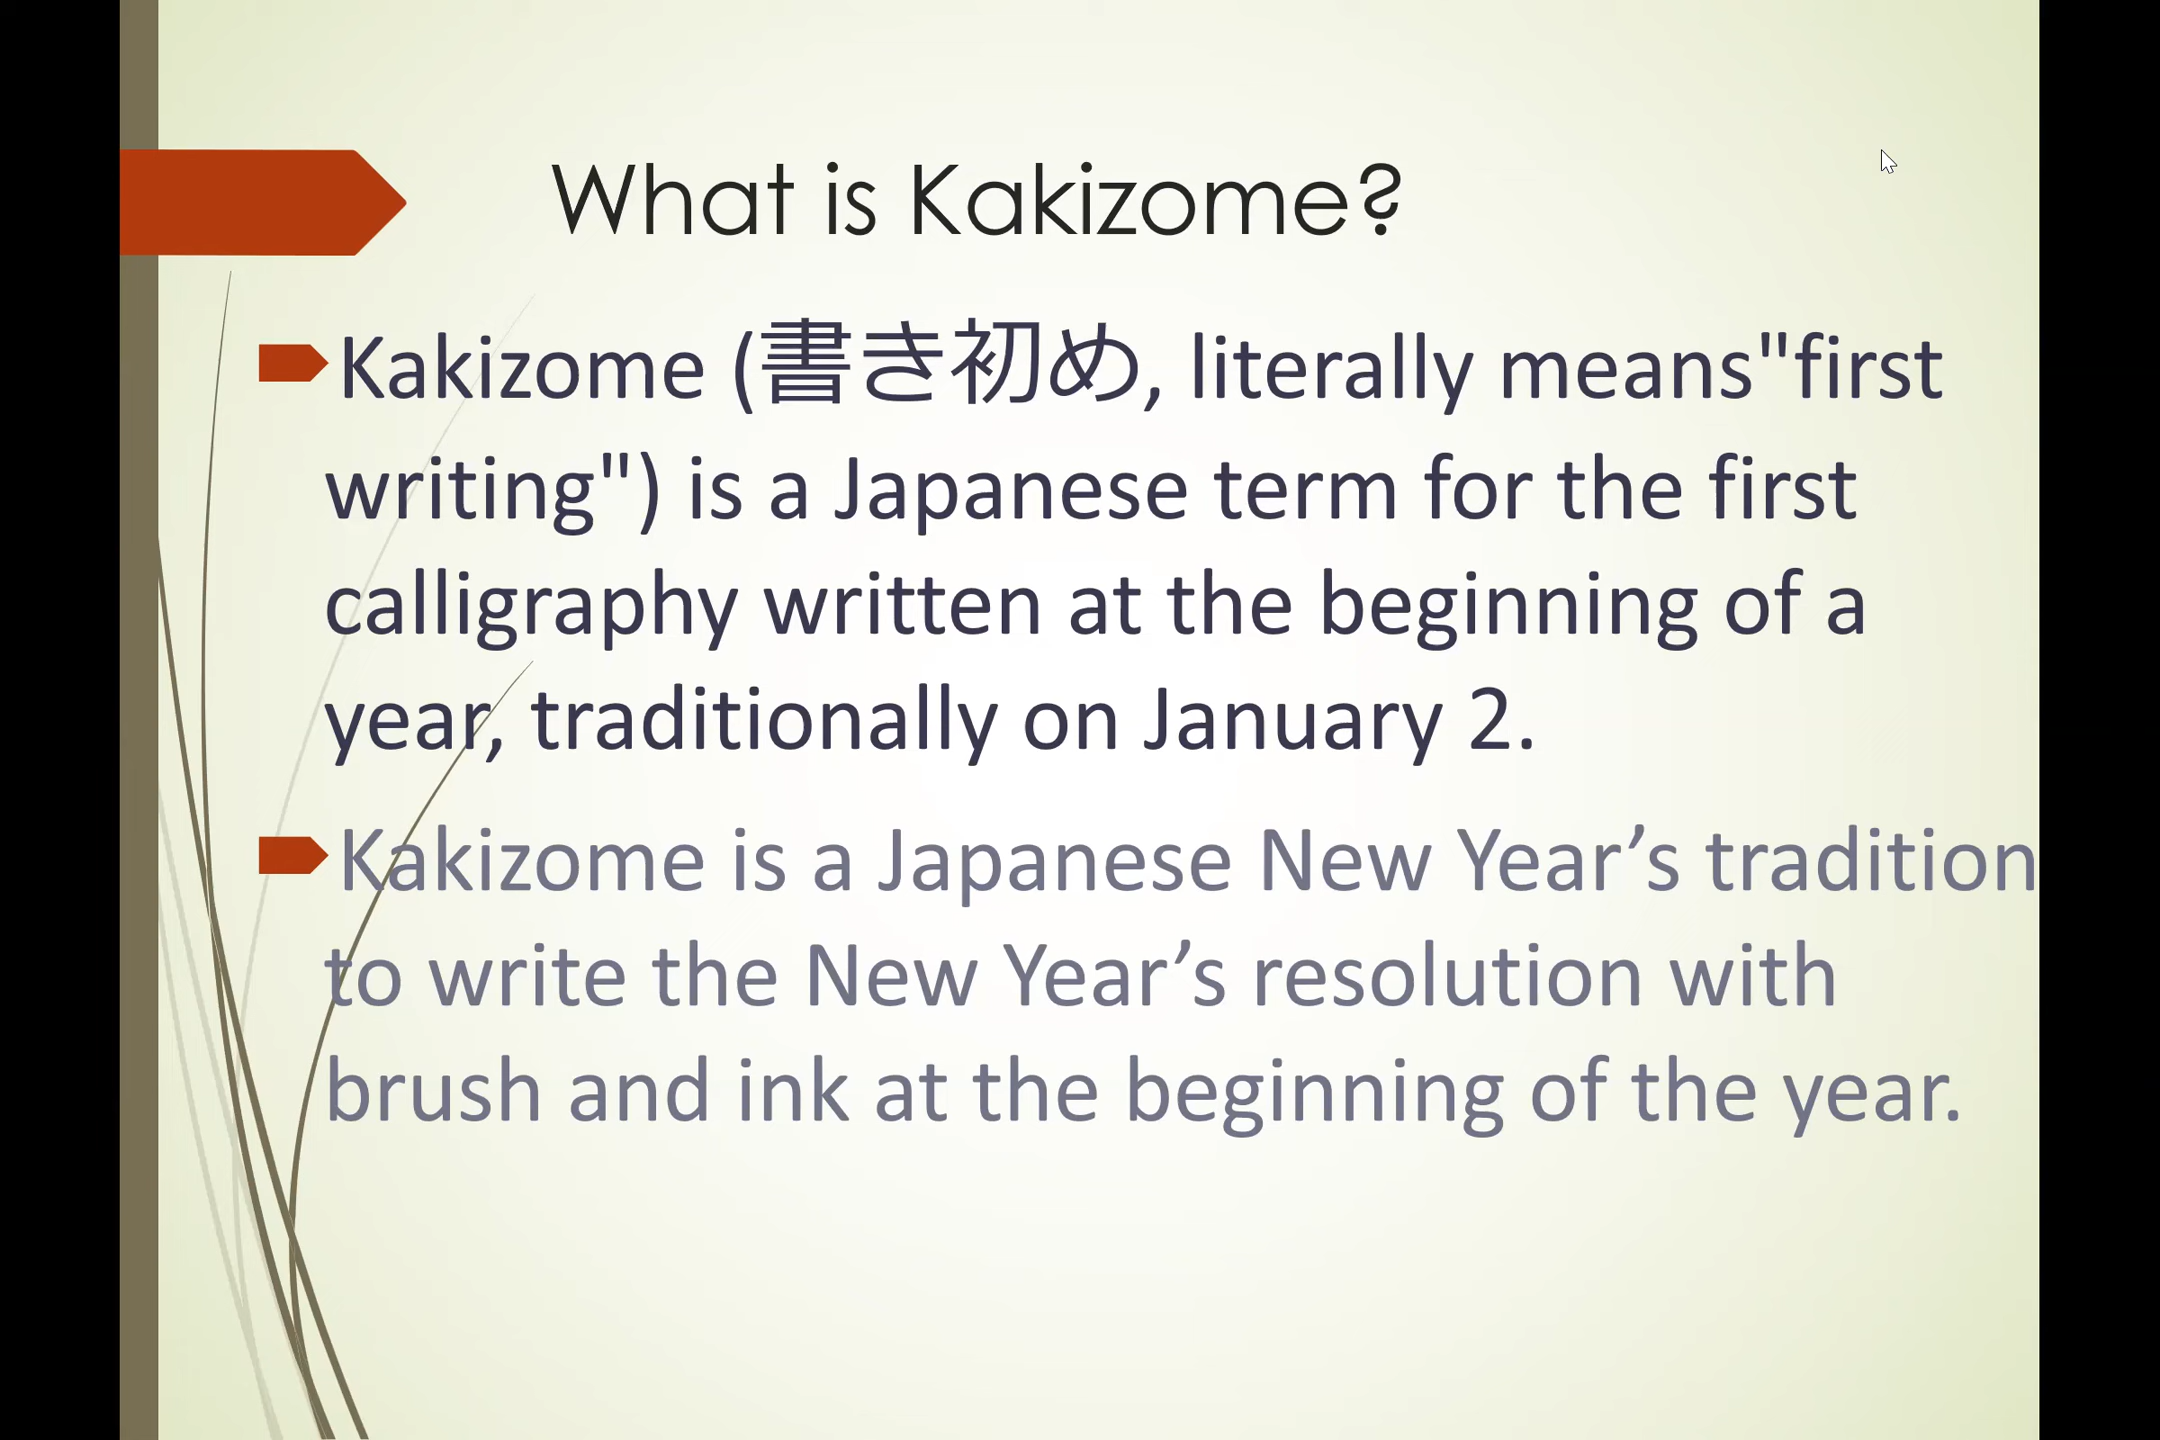 What is Kakizome?
Kakizome (書き初め, literally means"first
writing") is a Japanese term for the first
calligraphy written at the beginning of a
year, traditionally on January 2.
Kakizome is a Japanese New Year’s tradition
to write the New Year’s resolution with
brush and ink at the beginning of the year.